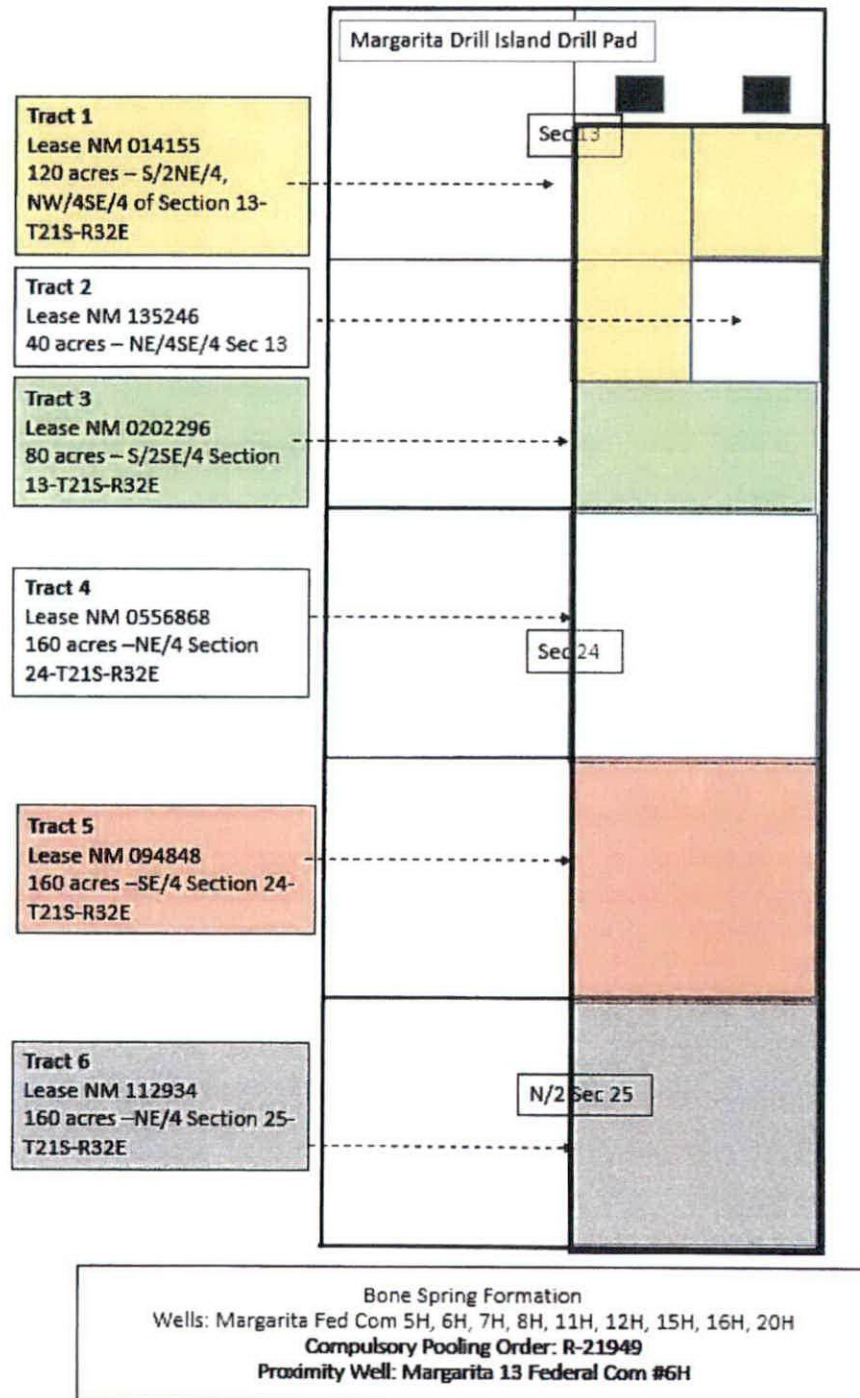 Margarita Drill Island Drill Pad
Tract 1
Lease NM 014155
120 acres – S/2NE/4,
NW/4SE/4 of Section 13-
T21S-R32E
Sec 13
Tract 2
Lease NM 135246
40 acres – NE/4SE/4 Sec 13
Tract 3
Lease NM 0202296
80 acres – S/2SE/4 Section
13-T21S-R32E
Tract 4
Lease NM 0556868
160 acres –NE/4 Section
24-T21S-R32E
Sec 24
Tract 5
Lease NM 094848
160 acres –SE/4 Section 24-
T21S-R32E
Tract 6
Lease NM 112934
160 acres –NE/4 Section 25-
T21S-R32E
N/2 Sec 25
Bone Spring Formation
Wells: Margarita Fed Com 5H, 6H, 7H, 8H, 11H, 12H, 15H, 16H, 20H
Compulsory Pooling Order: R-21949
Proximity Well: Margarita 13 Federal Com #6H